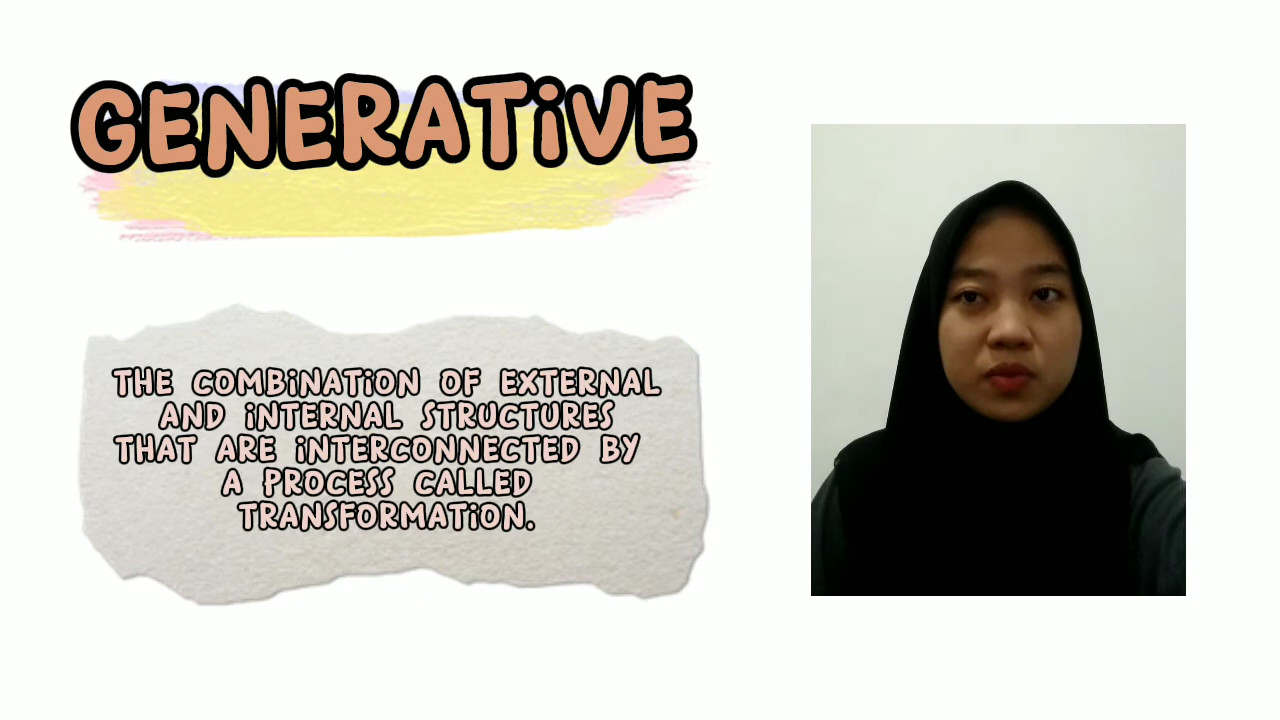 GENERATiVE
THE COMBiNATiON OF EXTERNAL
AND iNTERNAL STRUCTURES
THAT ARE iNTERCONNECTED BY
A PROCESS CALLED
TRANSFORMATiON.